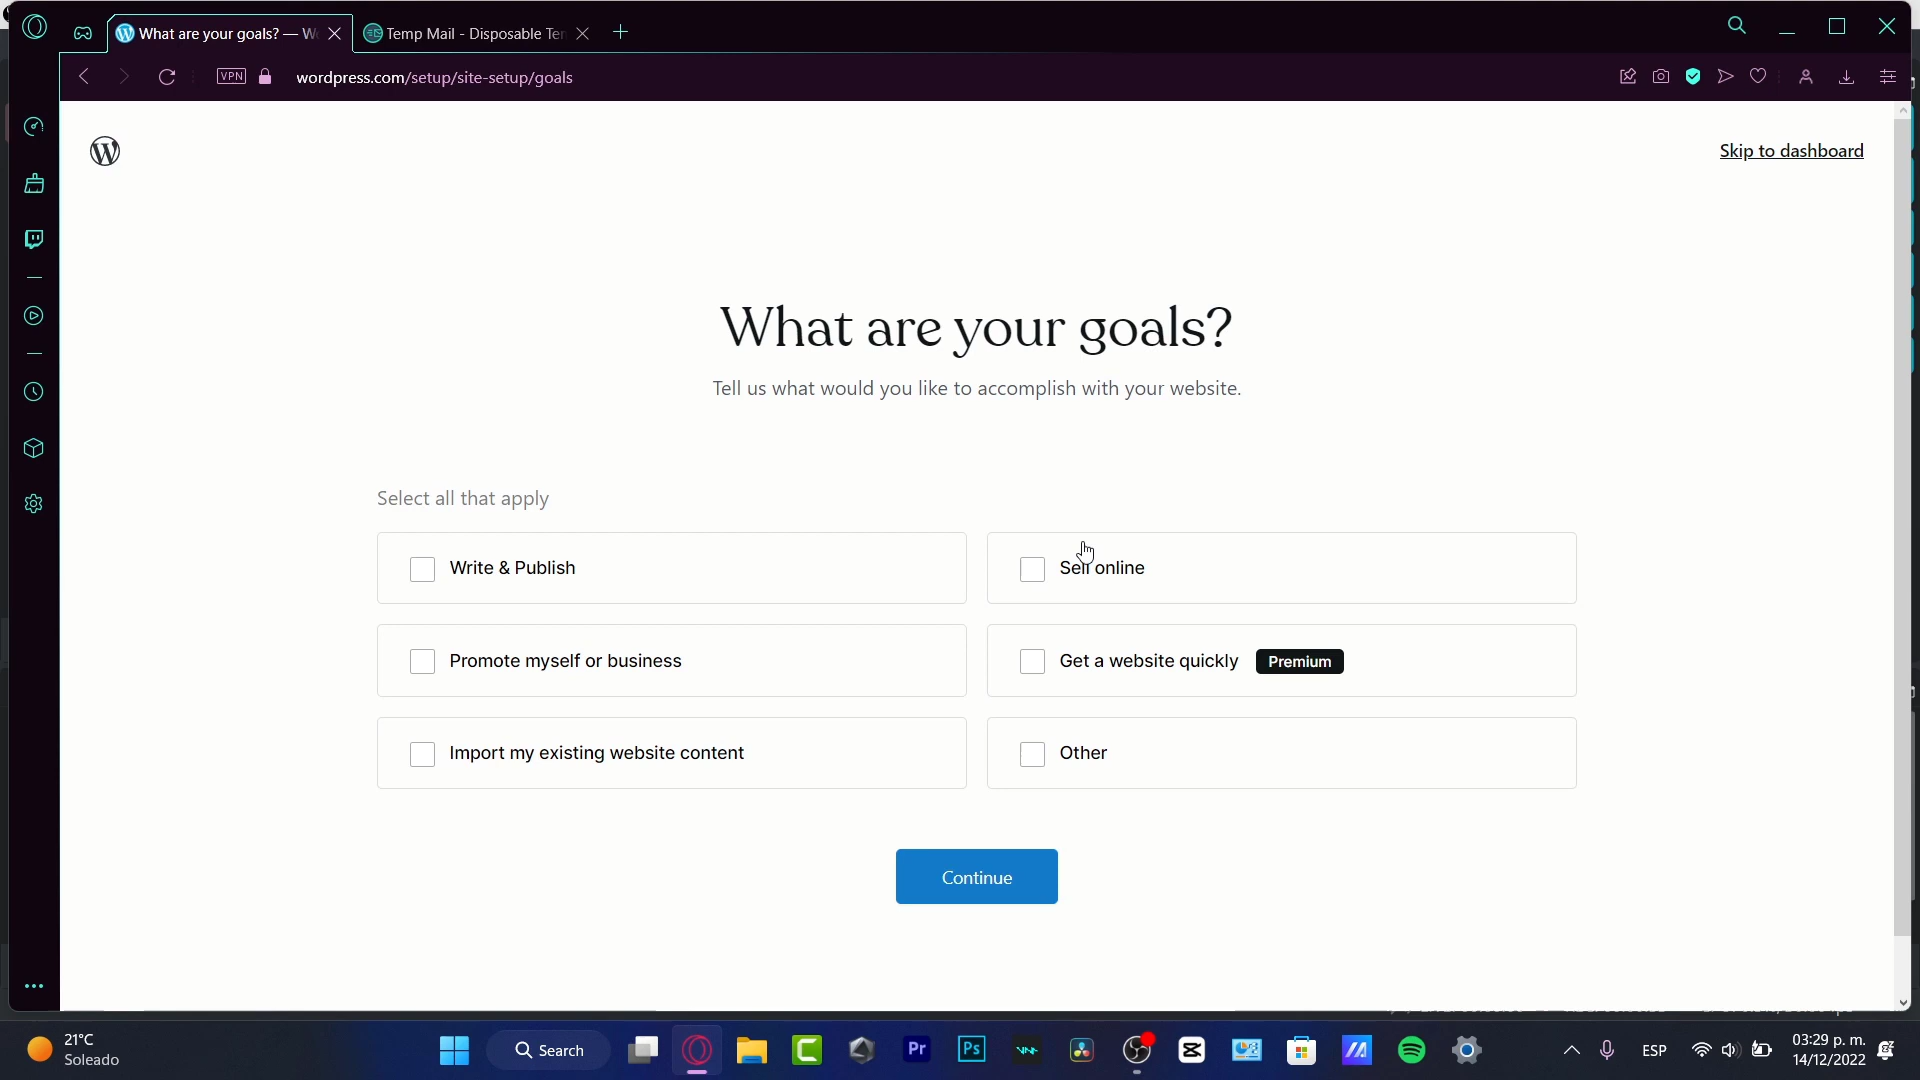 What are your goals? — W
Temp Mail - Disposable Ter
VPN
wordpress.com/setup/site-setup/goals
Skip to dashboard
What are your goals?
Tell us what would you like to accomplish with your website.
Select all that apply
Write & Publish
Sell online
Promote myself or business
Get a website quickly Premium
Import my existing website content
Other
Continue
21°C
Soleado
Search
Pr
Ps
ESP
03:29 p. m.
14/12/2022